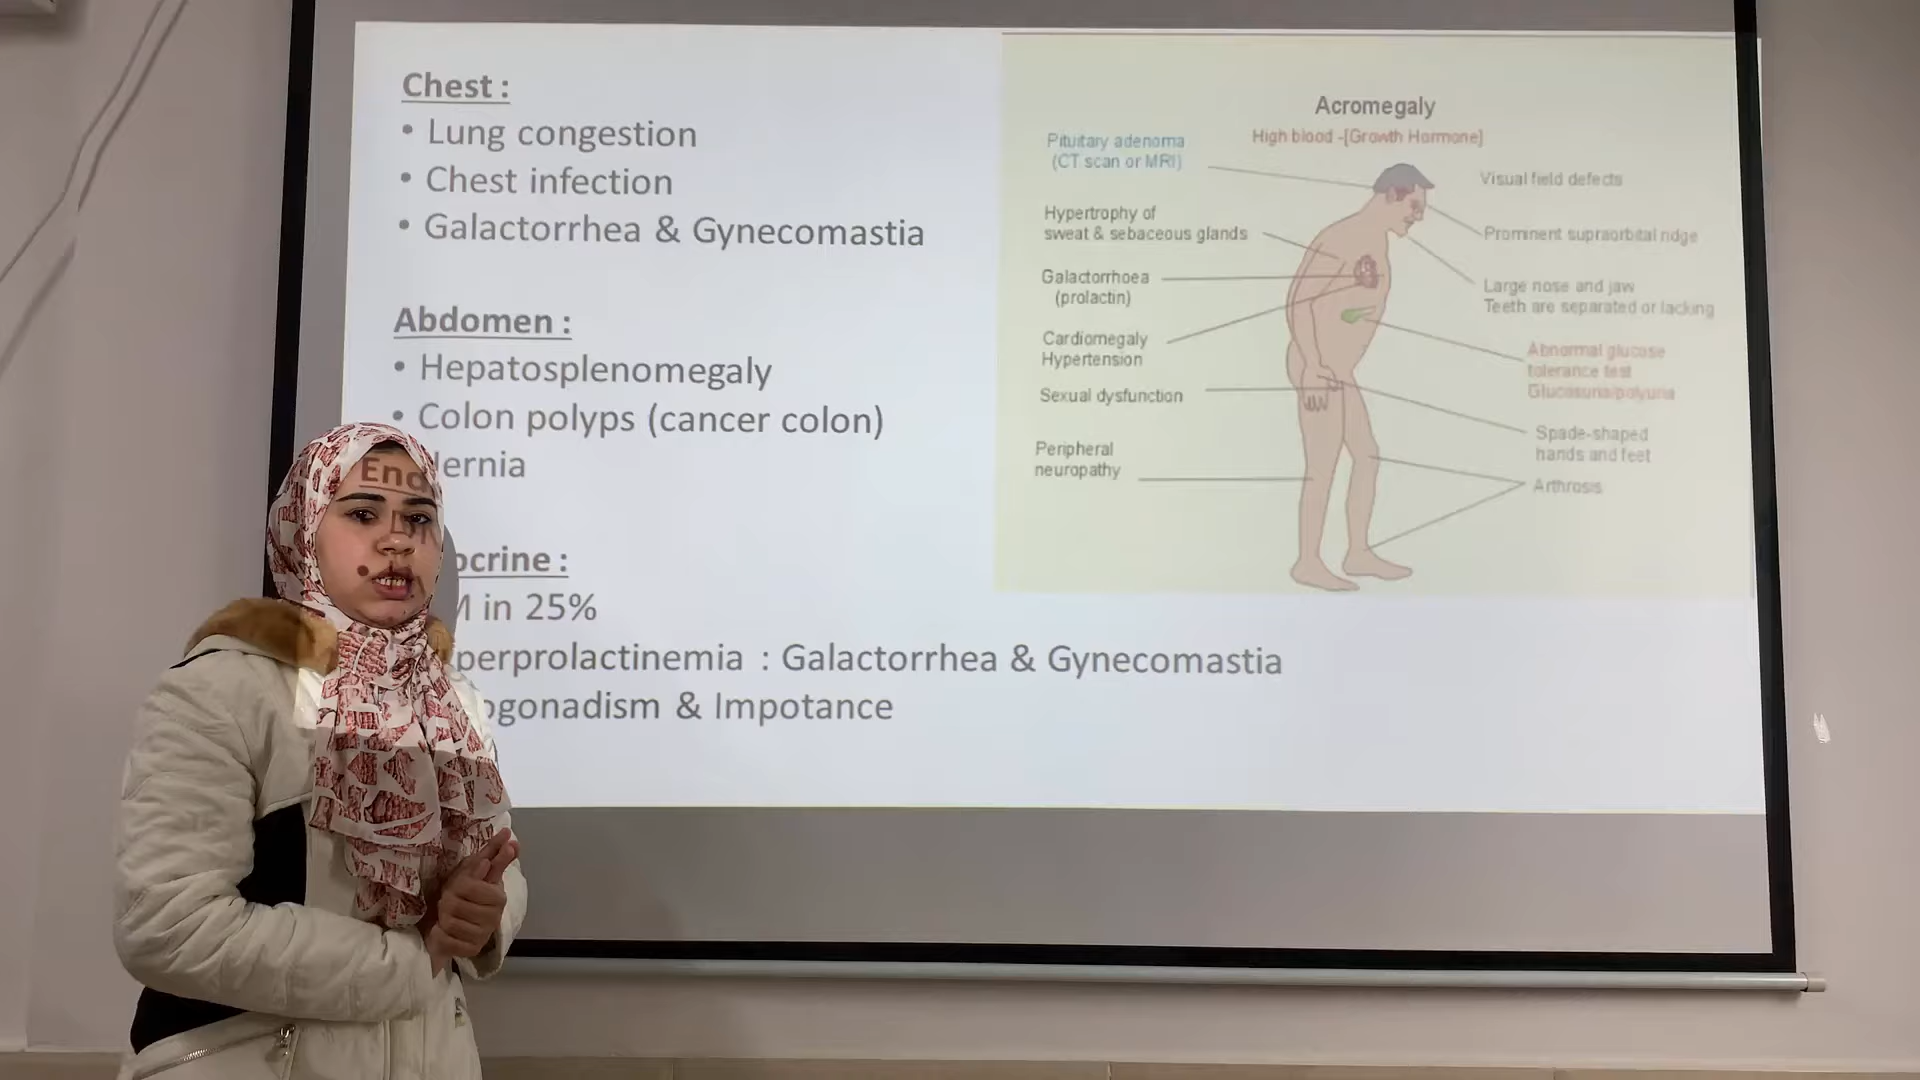 Chest :
• Lung congestion
• Chest infection
• Galactorrhea & Gynecomastia
Abdomen :
• Hepatosplenomegaly
• Colon polyps (cancer colon)
ernia
End
ocrine :
M in 25%
perprolactinemia : Galactorrhea & Gynecomastia
ogonadism & Impotance
Acromegaly
High blood -[Growth Hormone]
Pituitary adenoma
(CT scan or MRI)
Hypertrophy of
sweat & sebaceous glands
Galactorrhoea
(prolactin)
Cardiomegaly
Hypertension
Sexual dysfunction
Peripheral
neuropathy
Visual field defects
Prominent supraorbital ridge
Large nose and jaw
Teeth are separated or lacking
Abnormal glucose
tolerance test
Glucosuria/polyuria
Spade-shaped
hands and feet
Arthrosis